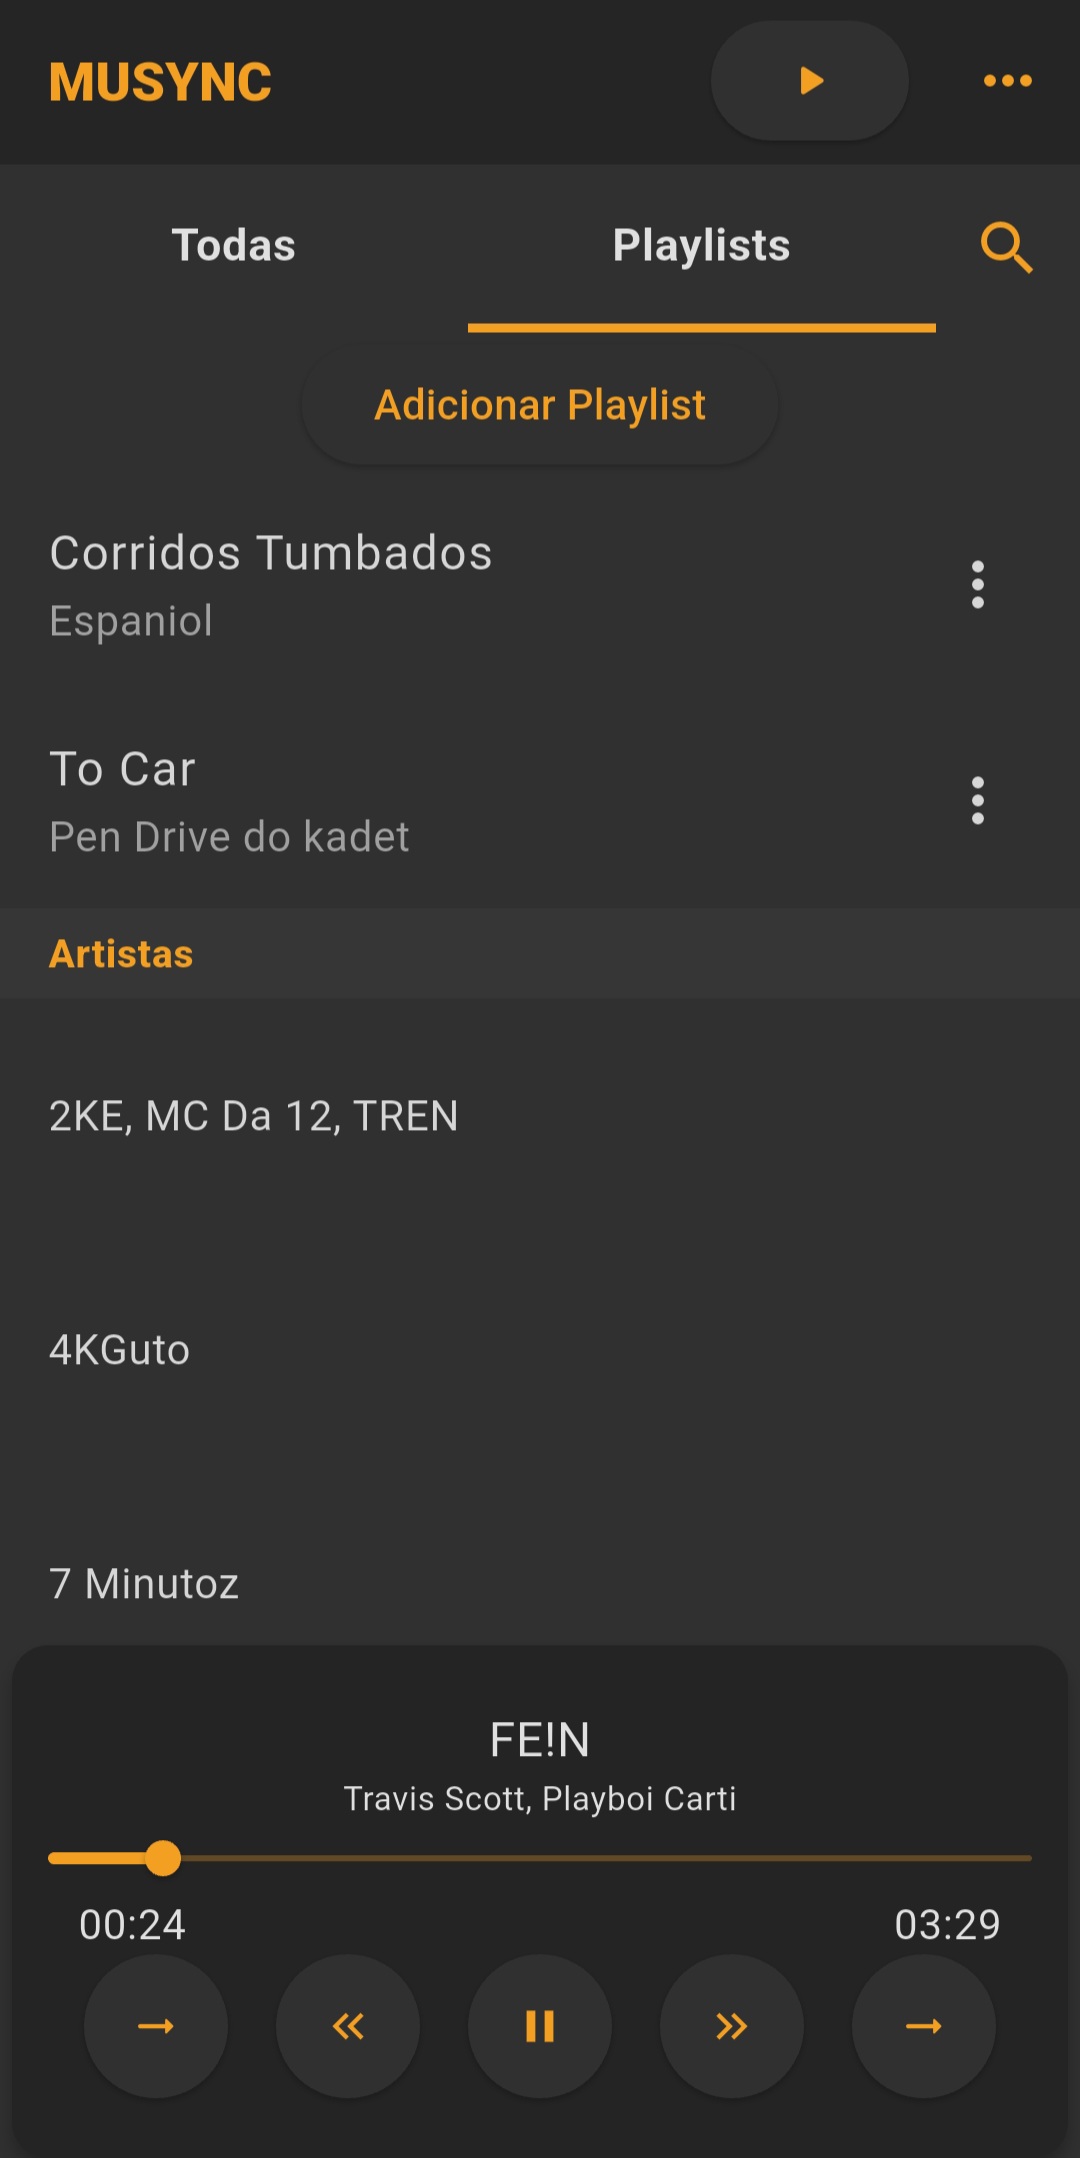 MUSYNC
Todas
Playlists
Adicionar Playlist
Corridos Tumbados
Espaniol
To Car
Pen Drive do kadet
Artistas
2KE, MC Da 12, TREN
4KGuto
7 Minutoz
FE!N
Travis Scott, Playboi Carti
00:24
03:29